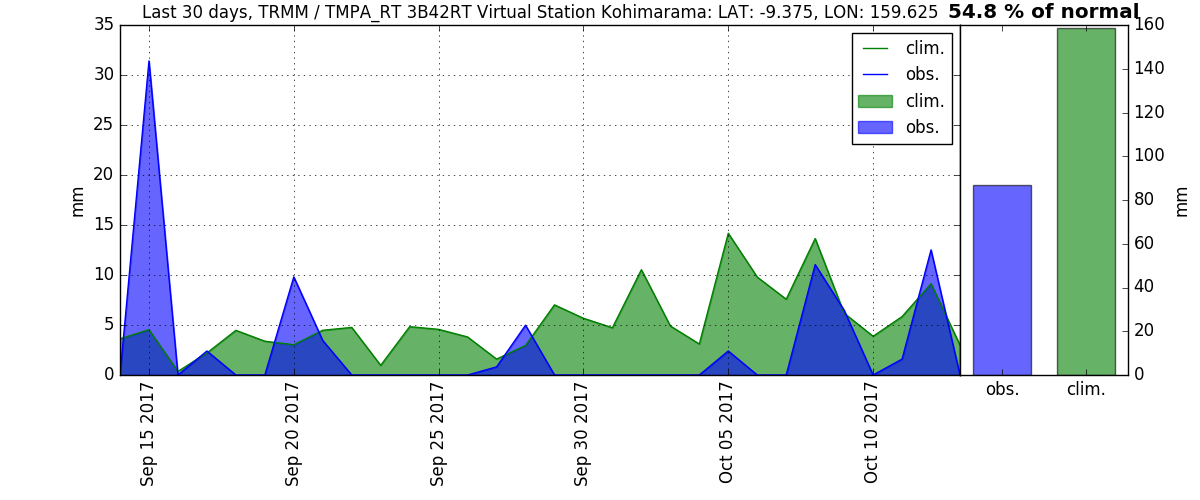 Last 30 days, TRMM / TMPA_RT 3B42RT Virtual Station Kohimarama: LAT: -9.375, LON: 159.625 54.8 % of normal
35
30
25
20
15
10
5
0
mm
clim.
obs.
clim.
obs.
Sep 15 2017
Sep 20 2017
Sep 25 2017
Sep 30 2017
Oct 05 2017
Oct 10 2017
160
140
120
100
80
60
40
20
0
mm
obs. clim.